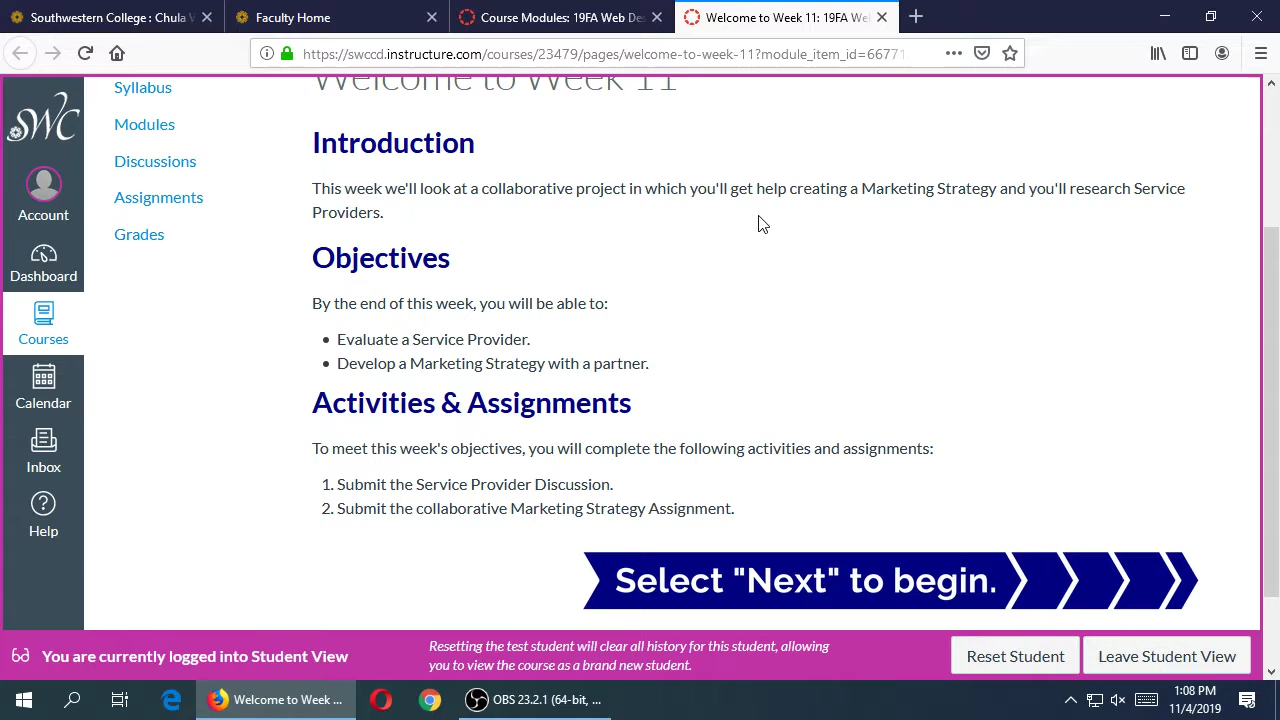 Southwestern College : Chula V
Faculty Home
Course Modules: 19FA Web De
Welcome to Week 11: 19FA We
https://swccd.instructure.com/courses/23479/pages/welcome-to-week-11?module_item_id=66771
SWC
Account
Dashboard
Courses
Calendar
Inbox
Help
Syllabus
Modules
Discussions
Assignments
Grades
Welcome to Week 11
Introduction
This week we'll look at a collaborative project in which you'll get help creating a Marketing Strategy and you'll research Service
Providers.
Objectives
By the end of this week, you will be able to:
• Evaluate a Service Provider.
• Develop a Marketing Strategy with a partner.
Activities & Assignments
To meet this week's objectives, you will complete the following activities and assignments:
1. Submit the Service Provider Discussion.
2. Submit the collaborative Marketing Strategy Assignment.
Select "Next" to begin.
You are currently logged into Student View
Resetting the test student will clear all history for this student, allowing
you to view the course as a brand new student.
Reset Student
Leave Student View
Welcome to Week ...
OBS 23.2.1 (64-bit, ...
1:08 PM
11/4/2019